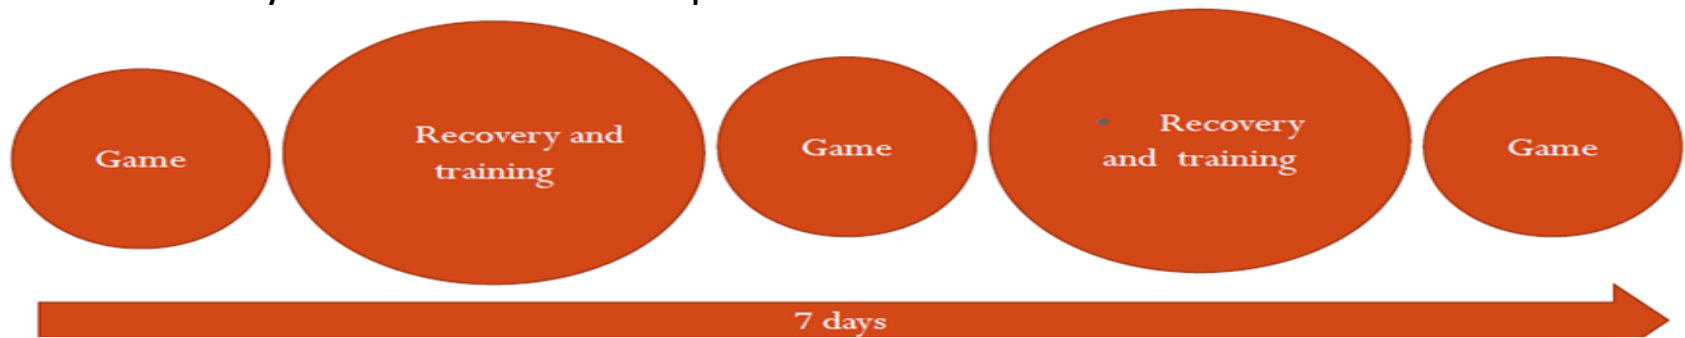 Game
Recovery and
training
Game
• Recovery
and training
Game
7 days